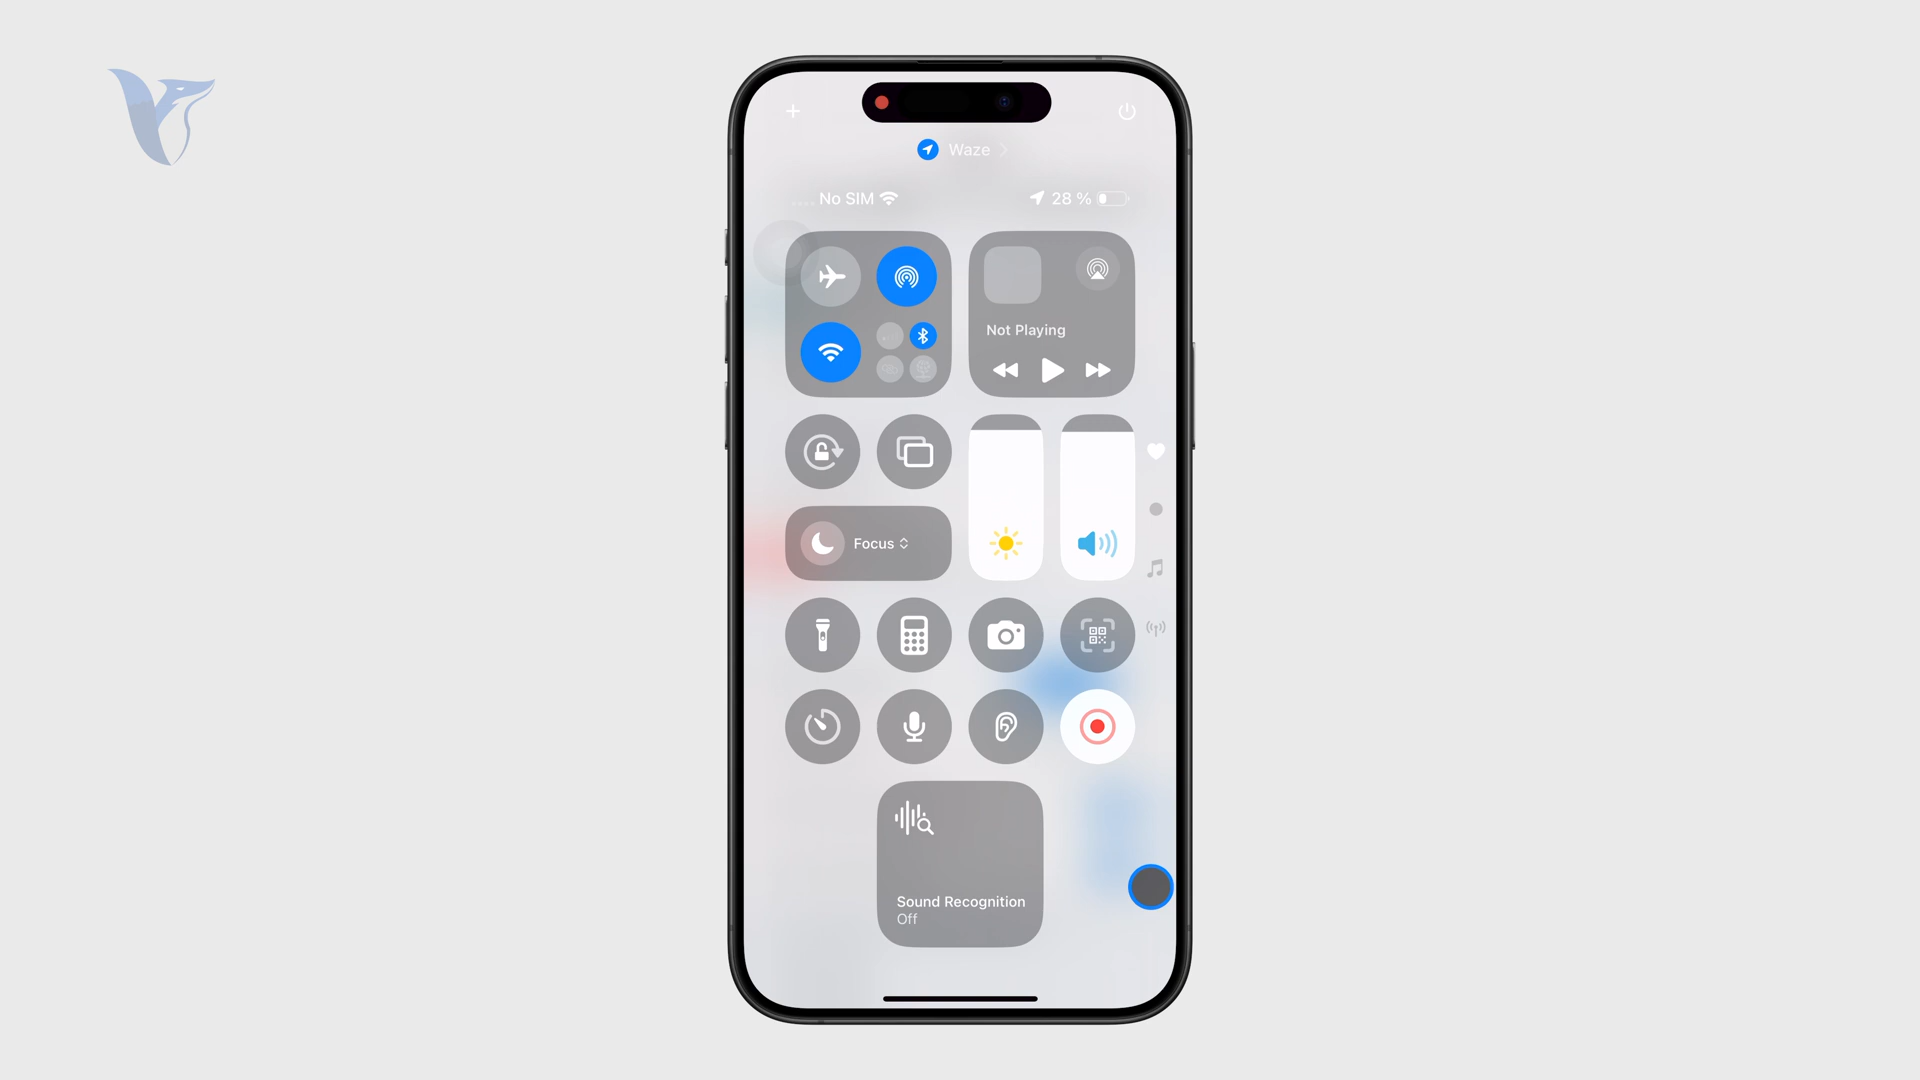 Waze
No SIM
28 %
Not Playing
Focus
Sound Recognition
Off